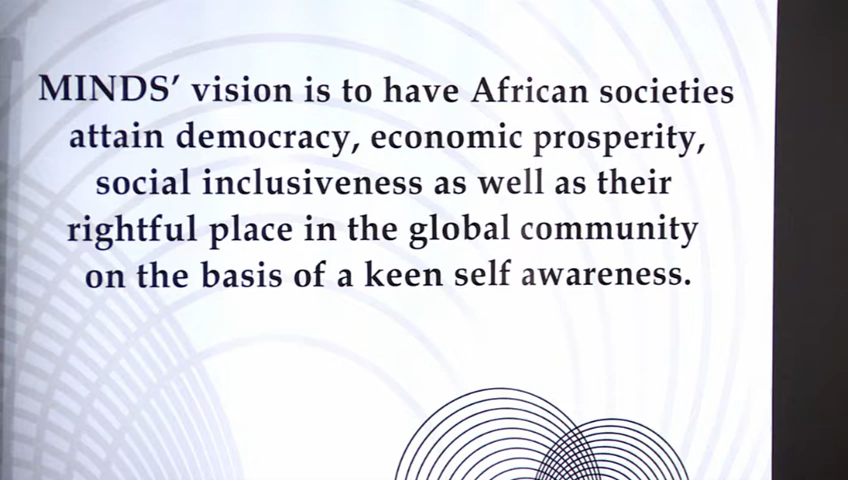 MINDS’ vision is to have African societies
attain democracy, economic prosperity,
social inclusiveness as well as their
rightful place in the global community
on the basis of a keen self awareness.